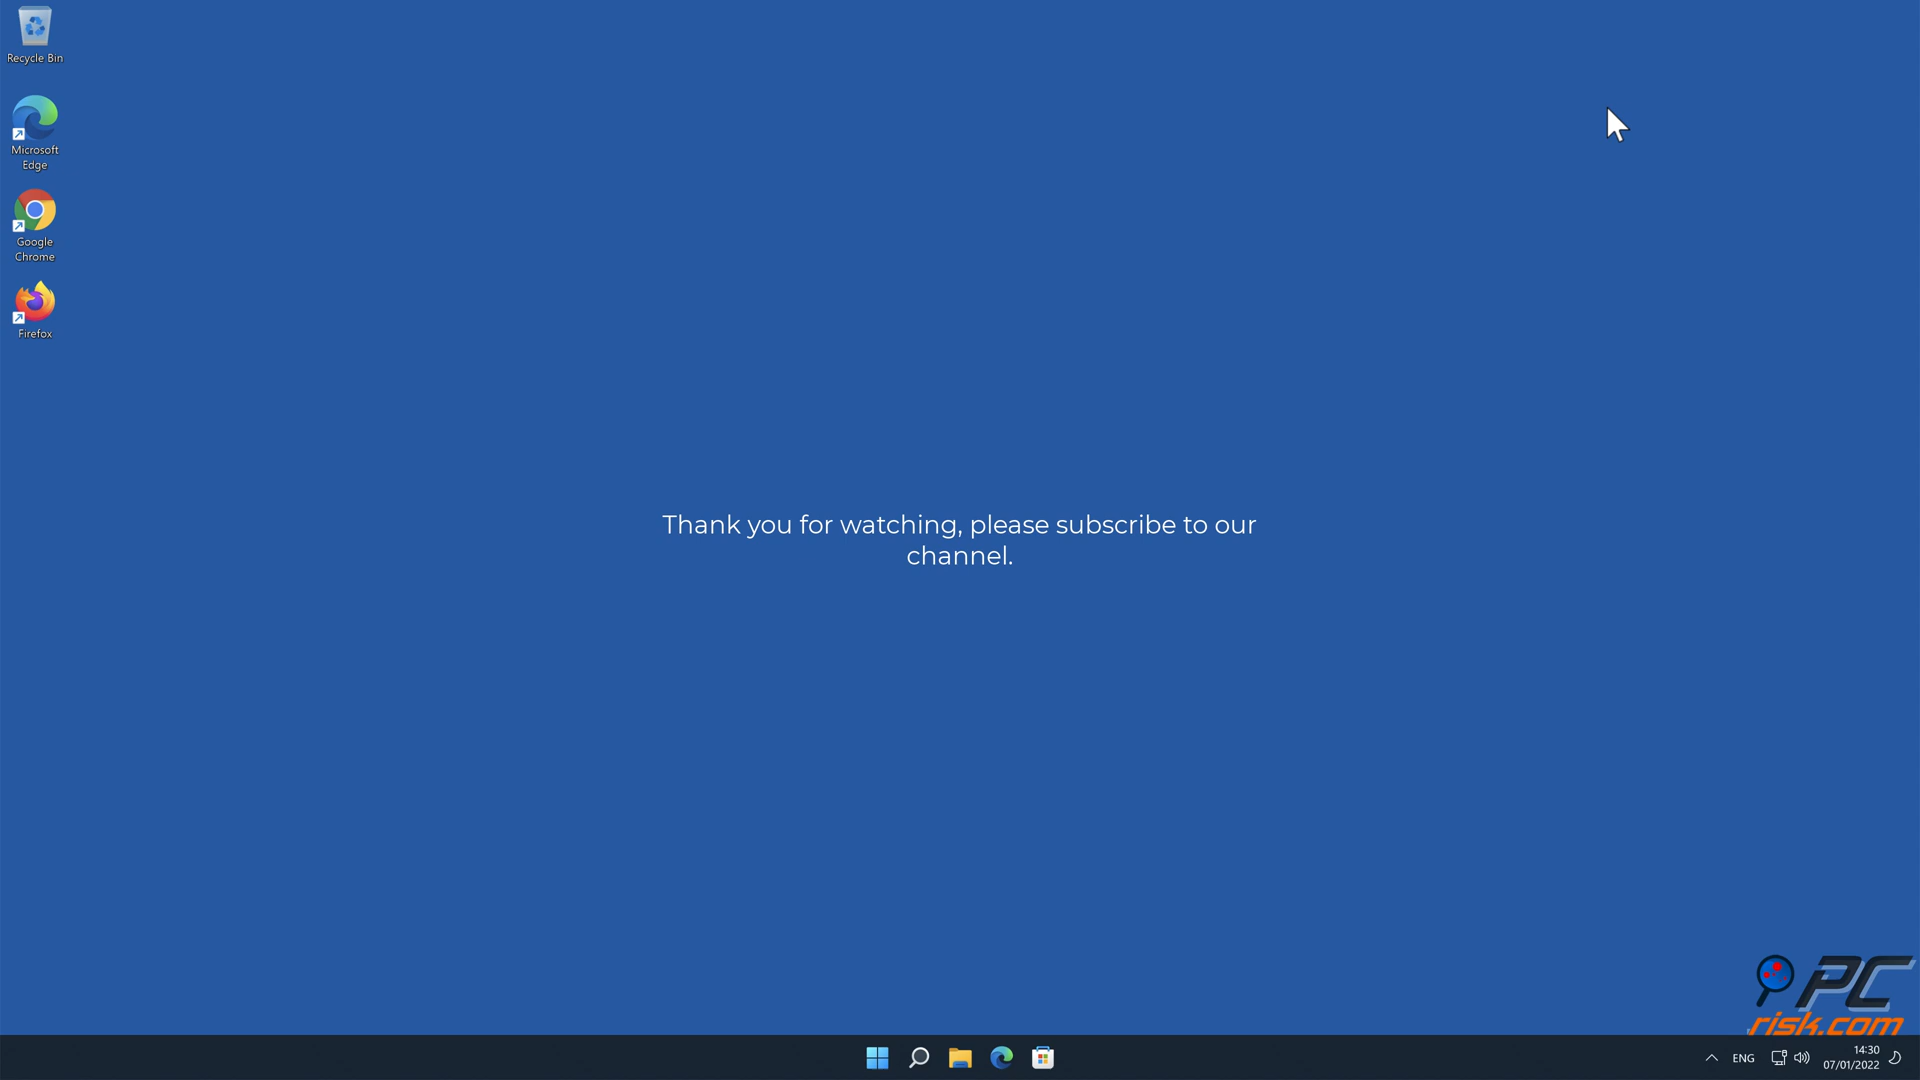 Recycle Bin
Microsoft
Edge
Google
Chrome
Firefox
Thank you for watching, please subscribe to our
channel.
PC
risk.com
ENG
14:30
07/01/2022